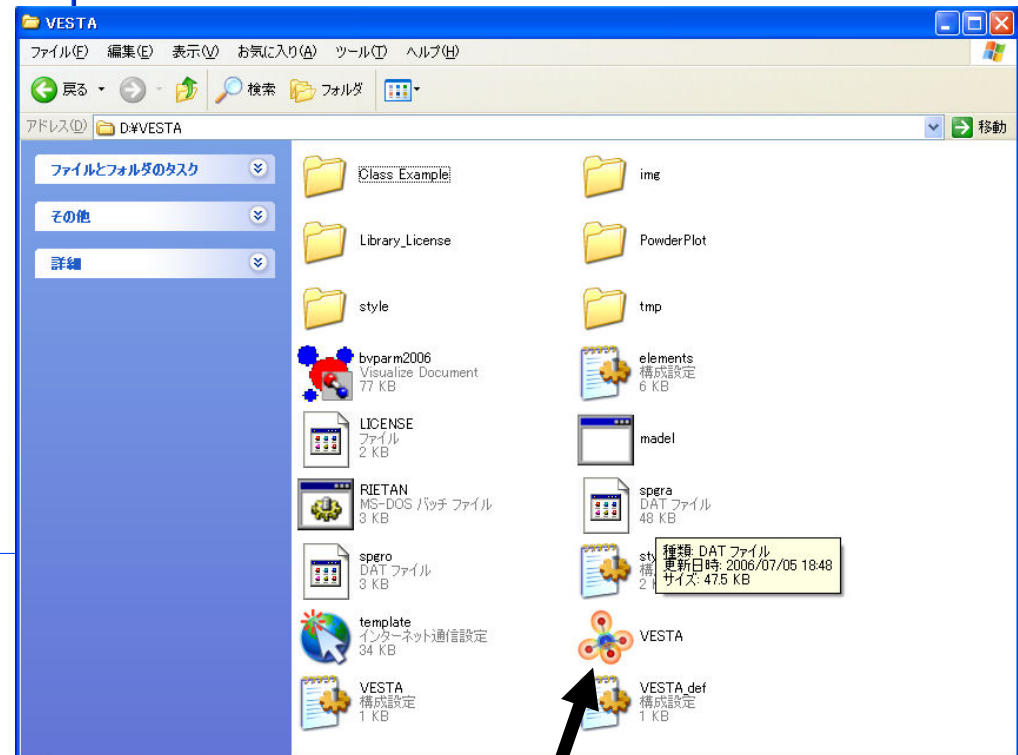 VESTA
ファイル(F) 編集(E) 表示(V) お気に入り(A) ツール(T) ヘルプ(H)
戻る 検索 フォルダ
アドレス(D) D:¥VESTA 移動
ファイルとフォルダのタスク
その他
詳細
Class Example
img
Library_License
PowderPlot
style
tmp
bvparm2006
Visualize Document
77 KB
elements
構成設定
6 KB
LICENSE
ファイル
2 KB
madel
RIETAN
MS-DOS バッチ ファイル
3 KB
spgra
DAT ファイル
48 KB
spgro
DAT ファイル
3 KB
種類: DAT ファイル
更新日時: 2006/07/05 18:48
サイズ: 47.5 KB
template
インターネット通信設定
34 KB
VESTA
VESTA
構成設定
1 KB
VESTA_def
構成設定
1 KB